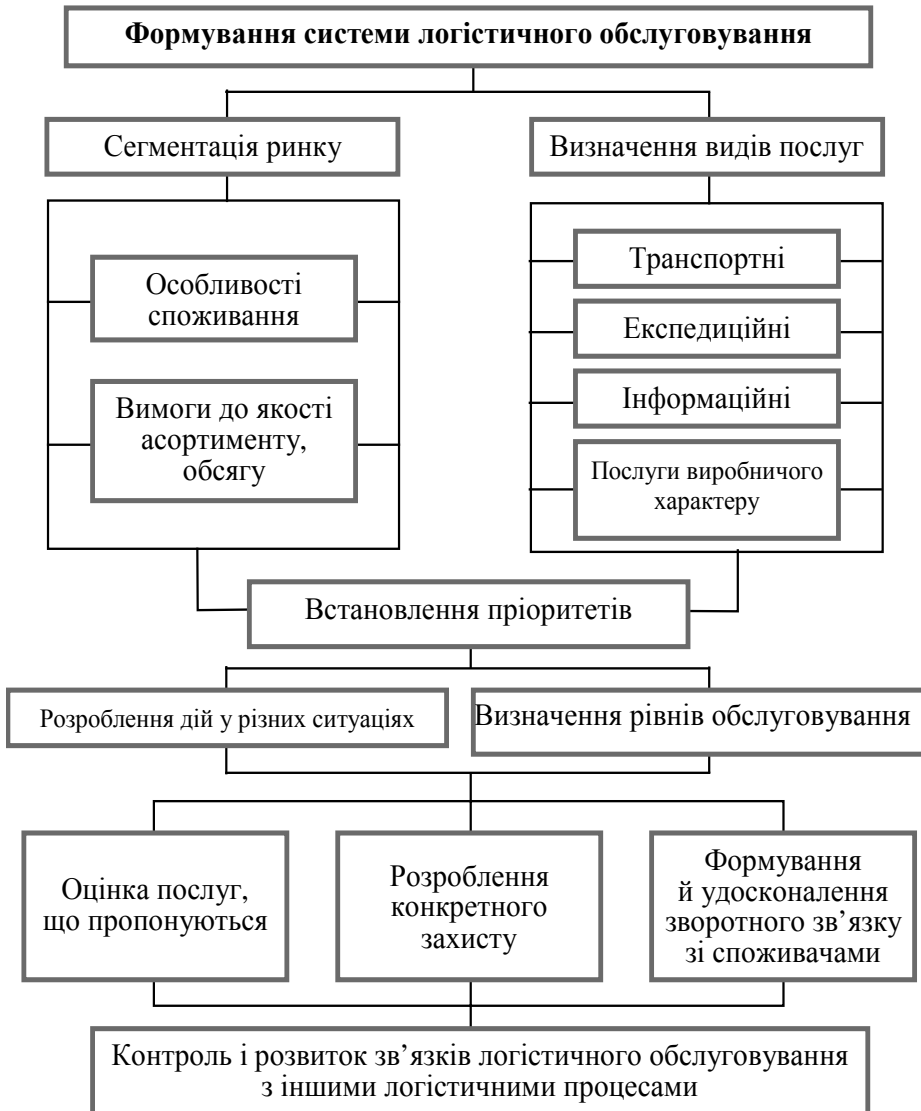 Формування системи логістичного обслуговування
Сегментація ринку
Визначення видів послуг
Особливості
споживання
Вимоги до якості
асортименту,
обсягу
Транспортні
Експедиційні
Інформаційні
Послуги виробничого
характеру
Встановлення пріоритетів
Розроблення дій у різних ситуаціях
Визначення рівнів обслуговування
Оцінка послуг,
що пропонуються
Розроблення
конкретного
захисту
Формування
й удосконалення
зворотного зв’язку
зі споживачами
Контроль і розвиток зв’язків логістичного обслуговування
з іншими логістичними процесами